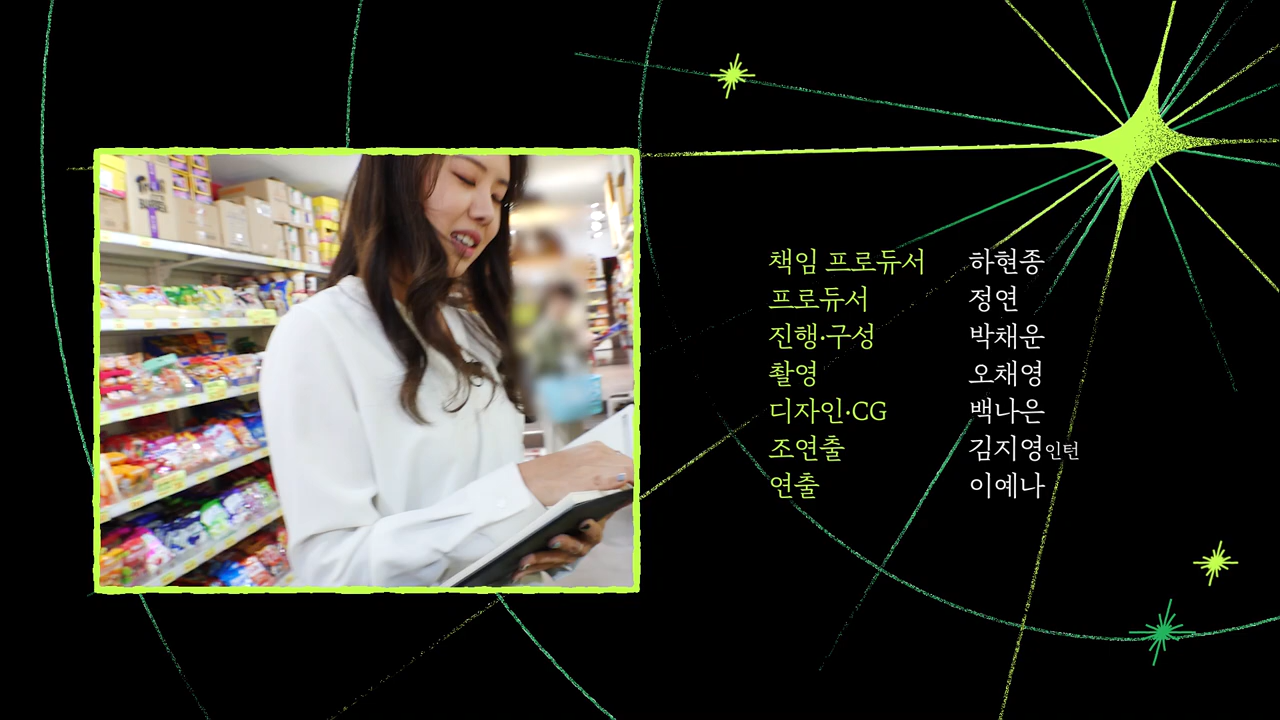 책임 프로듀서 하현종
프로듀서 정연
진행·구성 박채운
촬영 오채영
디자인·CG 백나은
조연출 김지영인턴
연출 이예나